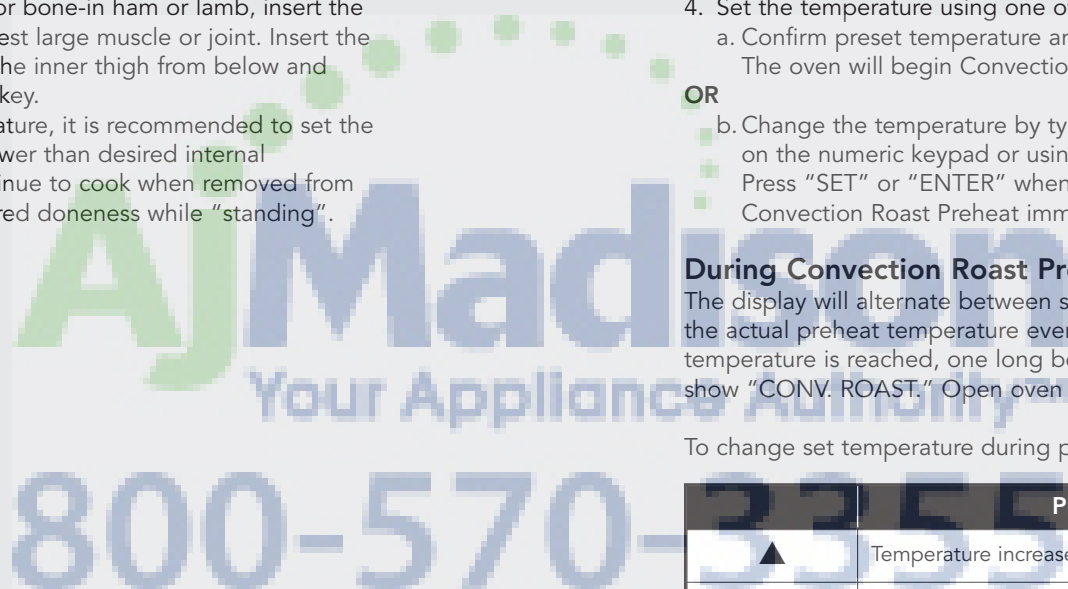 or bone-in ham or lamb, insert the
est large muscle or joint. Insert the
he inner thigh from below and
key.
ature, it is recommended to set the
wer than desired internal
inue to cook when removed from
red doneness while “standing”.
4. Set the temperature using one o
a. Confirm preset temperature an
The oven will begin Convectio
OR
b. Change the temperature by ty
on the numeric keypad or usin
Press “SET” or “ENTER” when
Convection Roast Preheat imm
During Convection Roast Pre
The display will alternate between s
the actual preheat temperature ever
temperature is reached, one long be
show “CONV. ROAST.” Open oven
To change set temperature during p
P
▲ Temperature increase
AjMadison
Your Appliance Authority™
800-570-3355